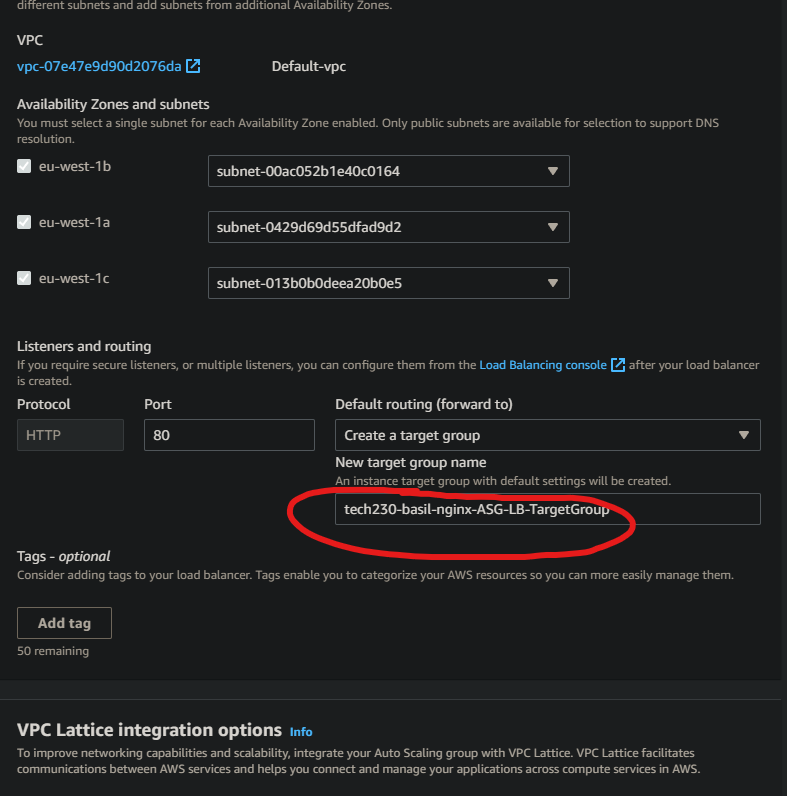 different subnets and add subnets from additional Availability Zones.
VPC
vpc-07e47e9d90d2076da
Default-vpc
Availability Zones and subnets
You must select a single subnet for each Availability Zone enabled. Only public subnets are available for selection to support DNS
resolution.
eu-west-1b
subnet-00ac052b1e40c0164
eu-west-1a
subnet-0429d69d55dfad9d2
eu-west-1c
subnet-013b0b0deea20b0e5
Listeners and routing
If you require secure listeners, or multiple listeners, you can configure them from the Load Balancing console after your load balancer
is created.
Protocol
Port
Default routing (forward to)
HTTP
80
Create a target group
New target group name
An instance target group with default settings will be created.
tech230-basil-nginx-ASG-LB-TargetGroup
Tags - optional
Consider adding tags to your load balancer. Tags enable you to categorize your AWS resources so you can more easily manage them.
Add tag
50 remaining
VPC Lattice integration options Info
To improve networking capabilities and scalability, integrate your Auto Scaling group with VPC Lattice. VPC Lattice facilitates
communications between AWS services and helps you connect and manage your applications across compute services in AWS.